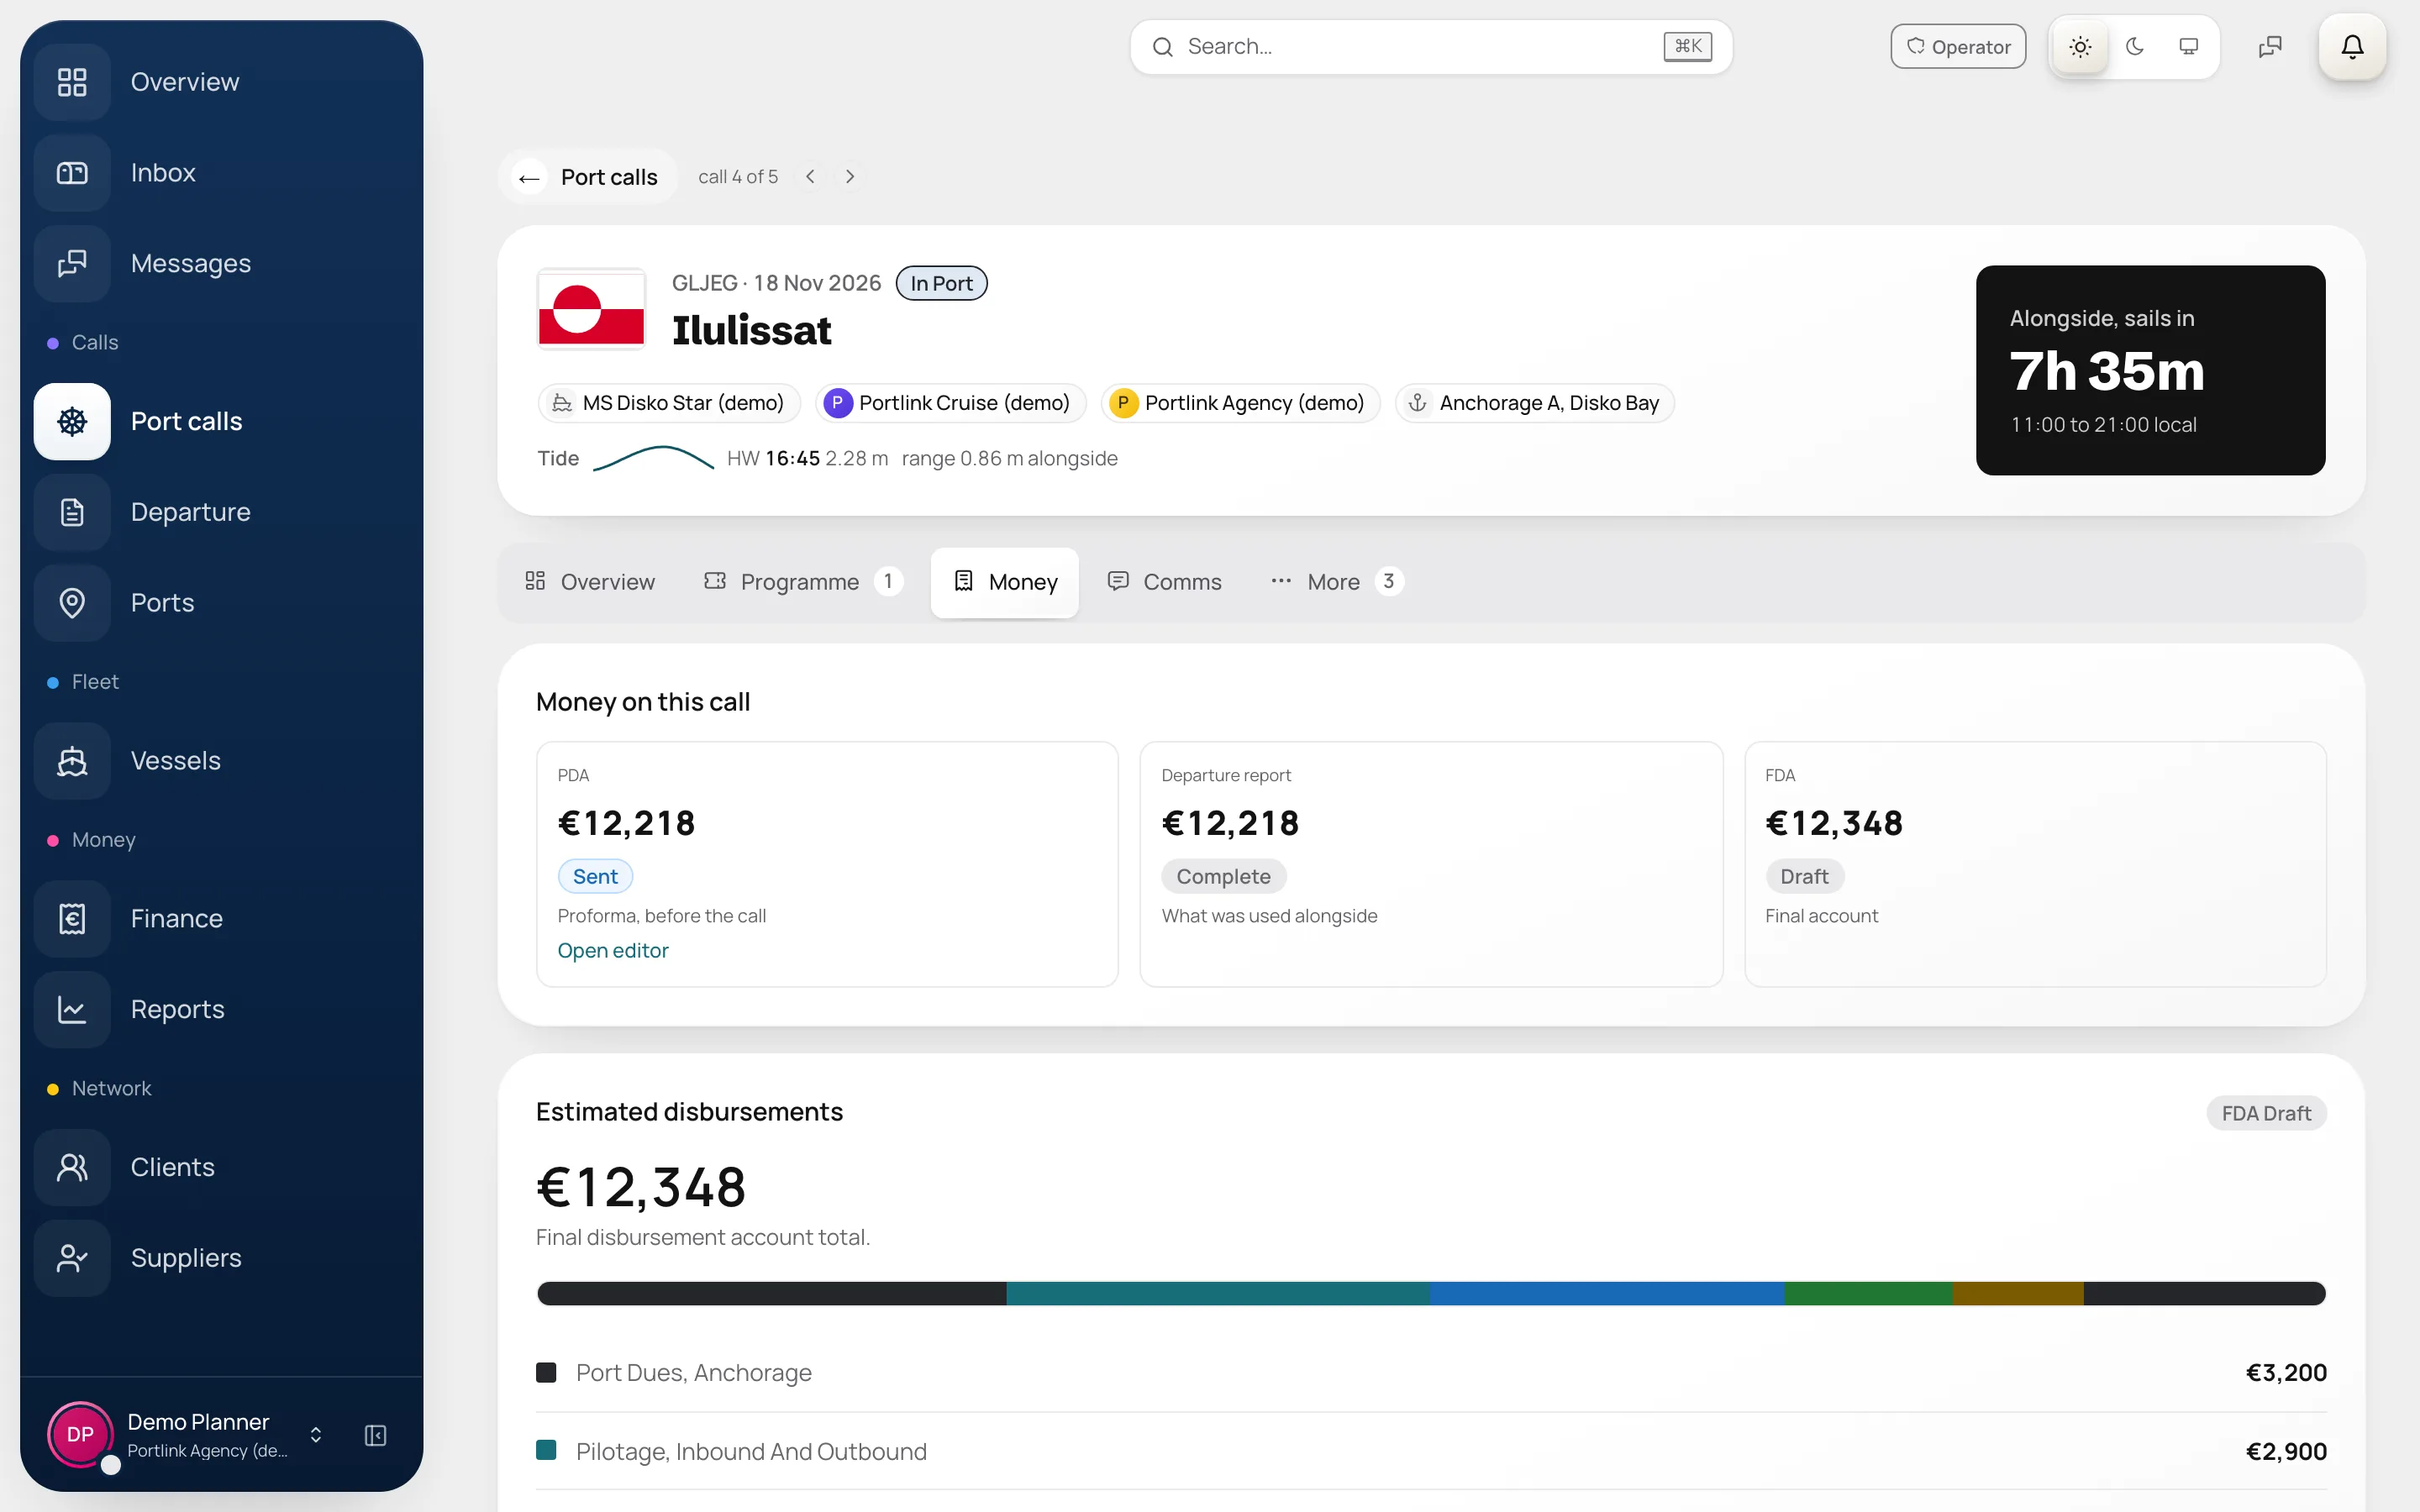 Overview
Inbox
Messages
Calls
Port calls
Departure
Ports
Fleet
Vessels
Money
Finance
Reports
Network
Clients
Suppliers
DP
Demo Planner
Portlink Agency (de...
Search...
⌘K
Operator
← Port calls
call 4 of 5
GLJEG · 18 Nov 2026
In Port
Ilulissat
MS Disko Star (demo)
P Portlink Cruise (demo)
P Portlink Agency (demo)
Anchorage A, Disko Bay
Tide
HW 16:45 2.28 m range 0.86 m alongside
Alongside, sails in
7h 35m
11:00 to 21:00 local
Overview
Programme 1
Money
Comms
More 3
Money on this call
PDA
€12,218
Sent
Proforma, before the call
Open editor
Departure report
€12,218
Complete
What was used alongside
FDA
€12,348
Draft
Final account
Estimated disbursements
FDA Draft
€12,348
Final disbursement account total.
Port Dues, Anchorage €3,200
Pilotage, Inbound And Outbound €2,900